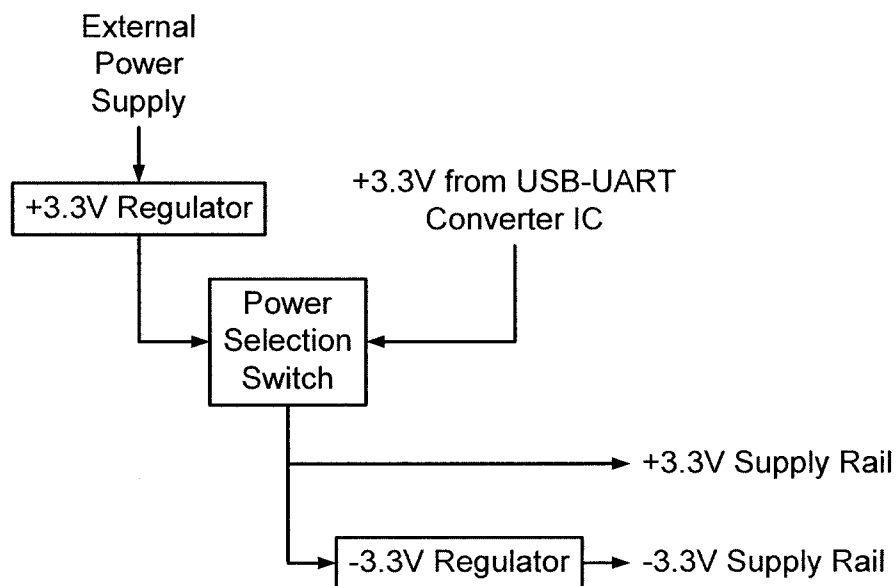 External
Power
Supply
+3.3V Regulator
+3.3V from USB-UART
Converter IC
Power
Selection
Switch
+3.3V Supply Rail
-3.3V Regulator
-3.3V Supply Rail